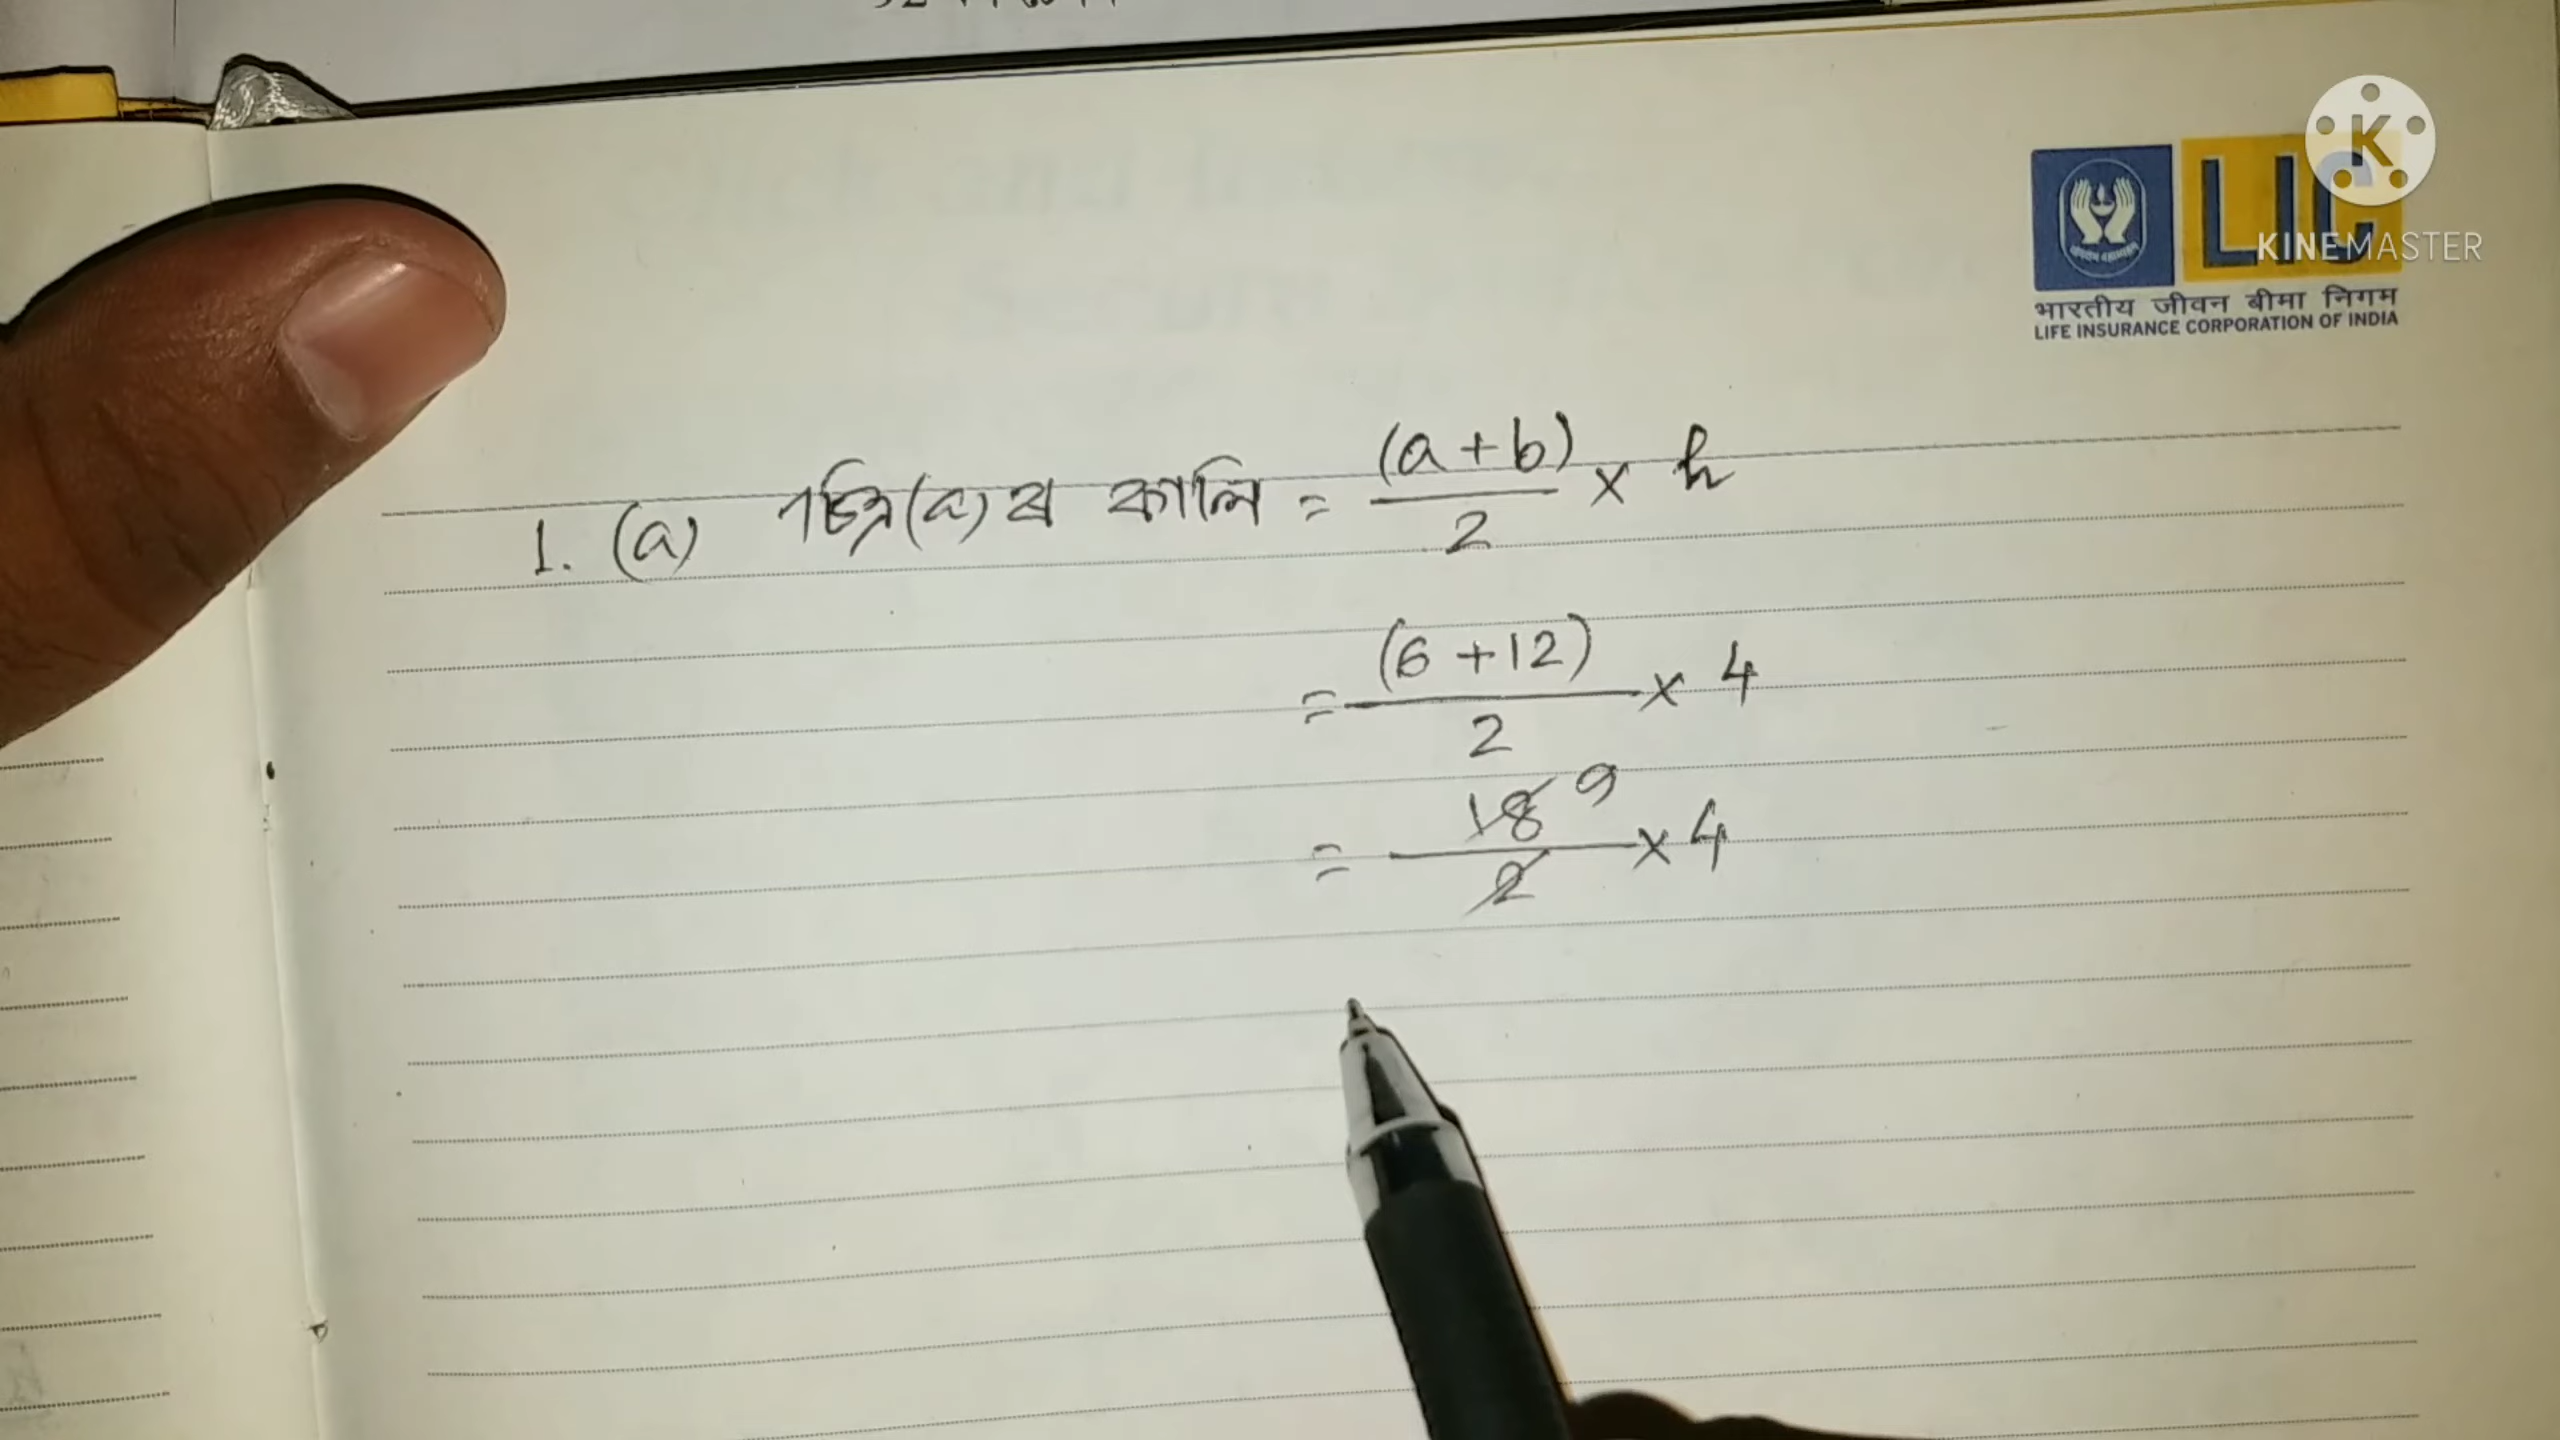 K
LIC
KINEMASTER
भारतीय जीवन बीमा निगम
LIFE INSURANCE CORPORATION OF INDIA
1. (a) চিত্ৰ(a)ৰ কালি = (a+b)/2 × h
= (6+12)/2 × 4
= 18/2 9 × 4